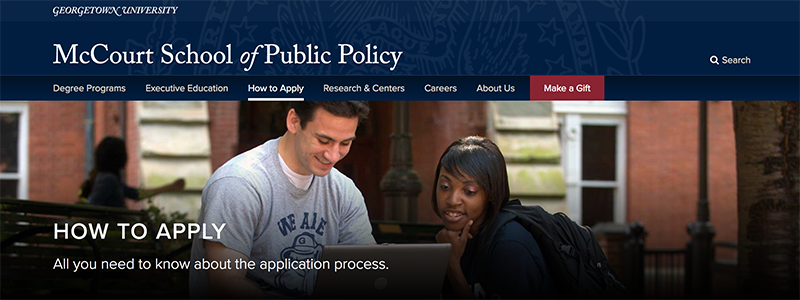 GEORGETOWN UNIVERSITY
McCourt School of Public Policy
Search
Degree Programs Executive Education How to Apply Research & Centers Careers About Us Make a Gift
WE ARE
G
HOW TO APPLY
All you need to know about the application process.